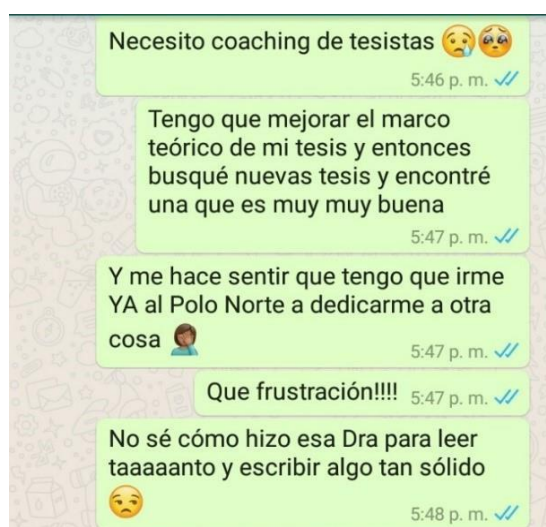 Necesito coaching de tesistas 😢🥺
5:46 p. m.
Tengo que mejorar el marco
teórico de mi tesis y entonces
busqué nuevas tesis y encontré
una que es muy muy buena
5:47 p. m.
Y me hace sentir que tengo que irme
YA al Polo Norte a dedicarme a otra
cosa 🤦🏾‍♀️
5:47 p. m.
Que frustración!!!! 5:47 p. m.
No sé cómo hizo esa Dra para leer
taaaaanto y escribir algo tan sólido
😒
5:48 p. m.